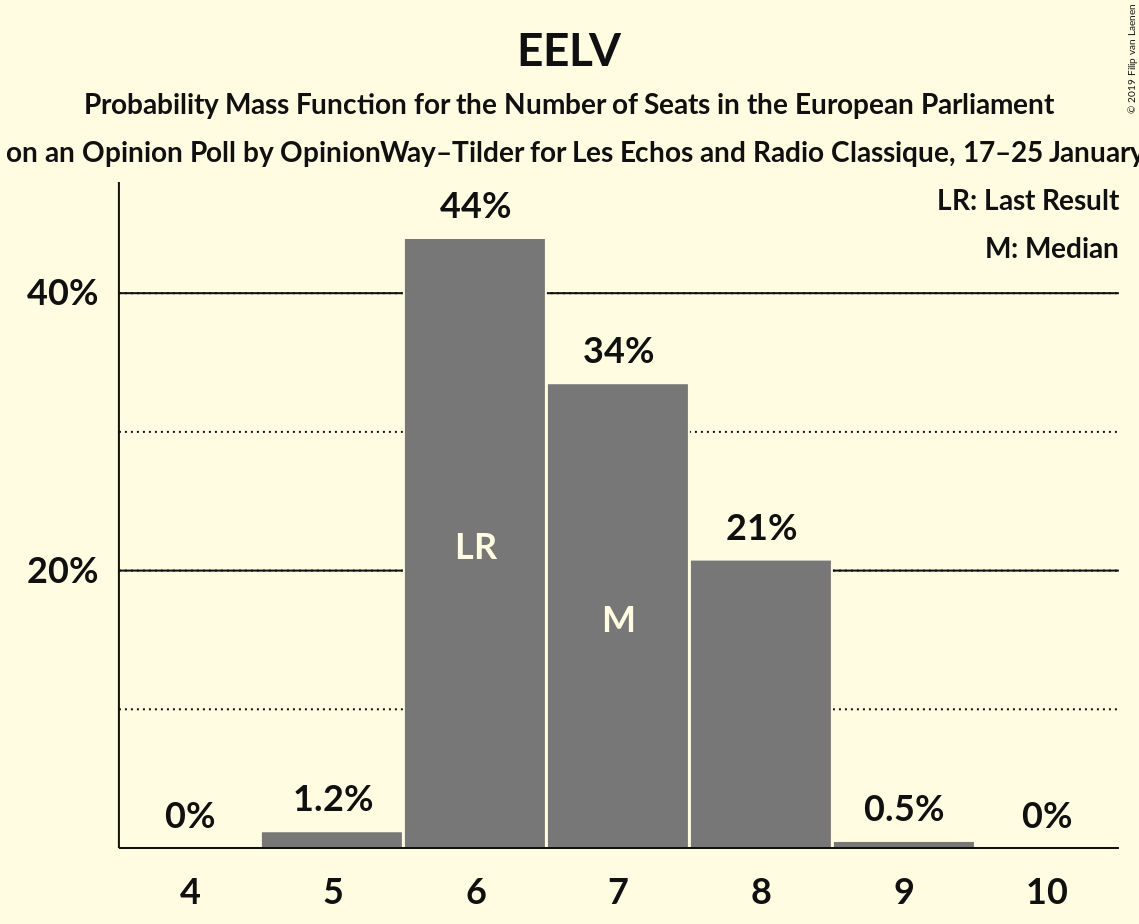 EELV
Probability Mass Function for the Number of Seats in the European Parliament
on an Opinion Poll by OpinionWay–Tilder for Les Echos and Radio Classique, 17–25 January
© 2019 Filip van Laenen
LR: Last Result
M: Median
44%
40%
34%
21%
20%
LR
M
0%
1.2%
0.5%
0%
4 5 6 7 8 9 10